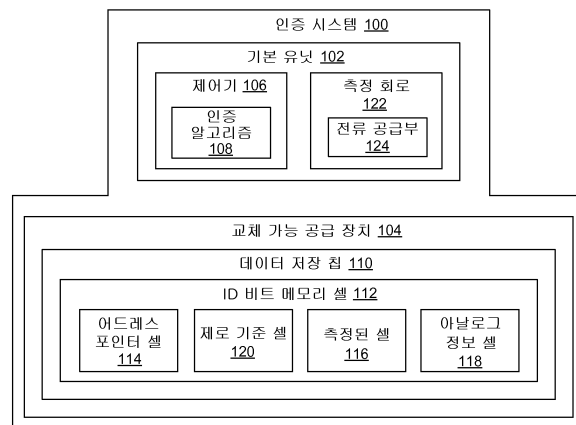 인증 시스템 100
기본 유닛 102
제어기 106
인증
알고리즘
108
측정 회로
122
전류 공급부
124
교체 가능 공급 장치 104
데이터 저장 칩 110
ID 비트 메모리 셀 112
어드레스
포인터 셀
114
제로 기준 셀
120
측정된 셀
116
아날로그
정보 셀
118